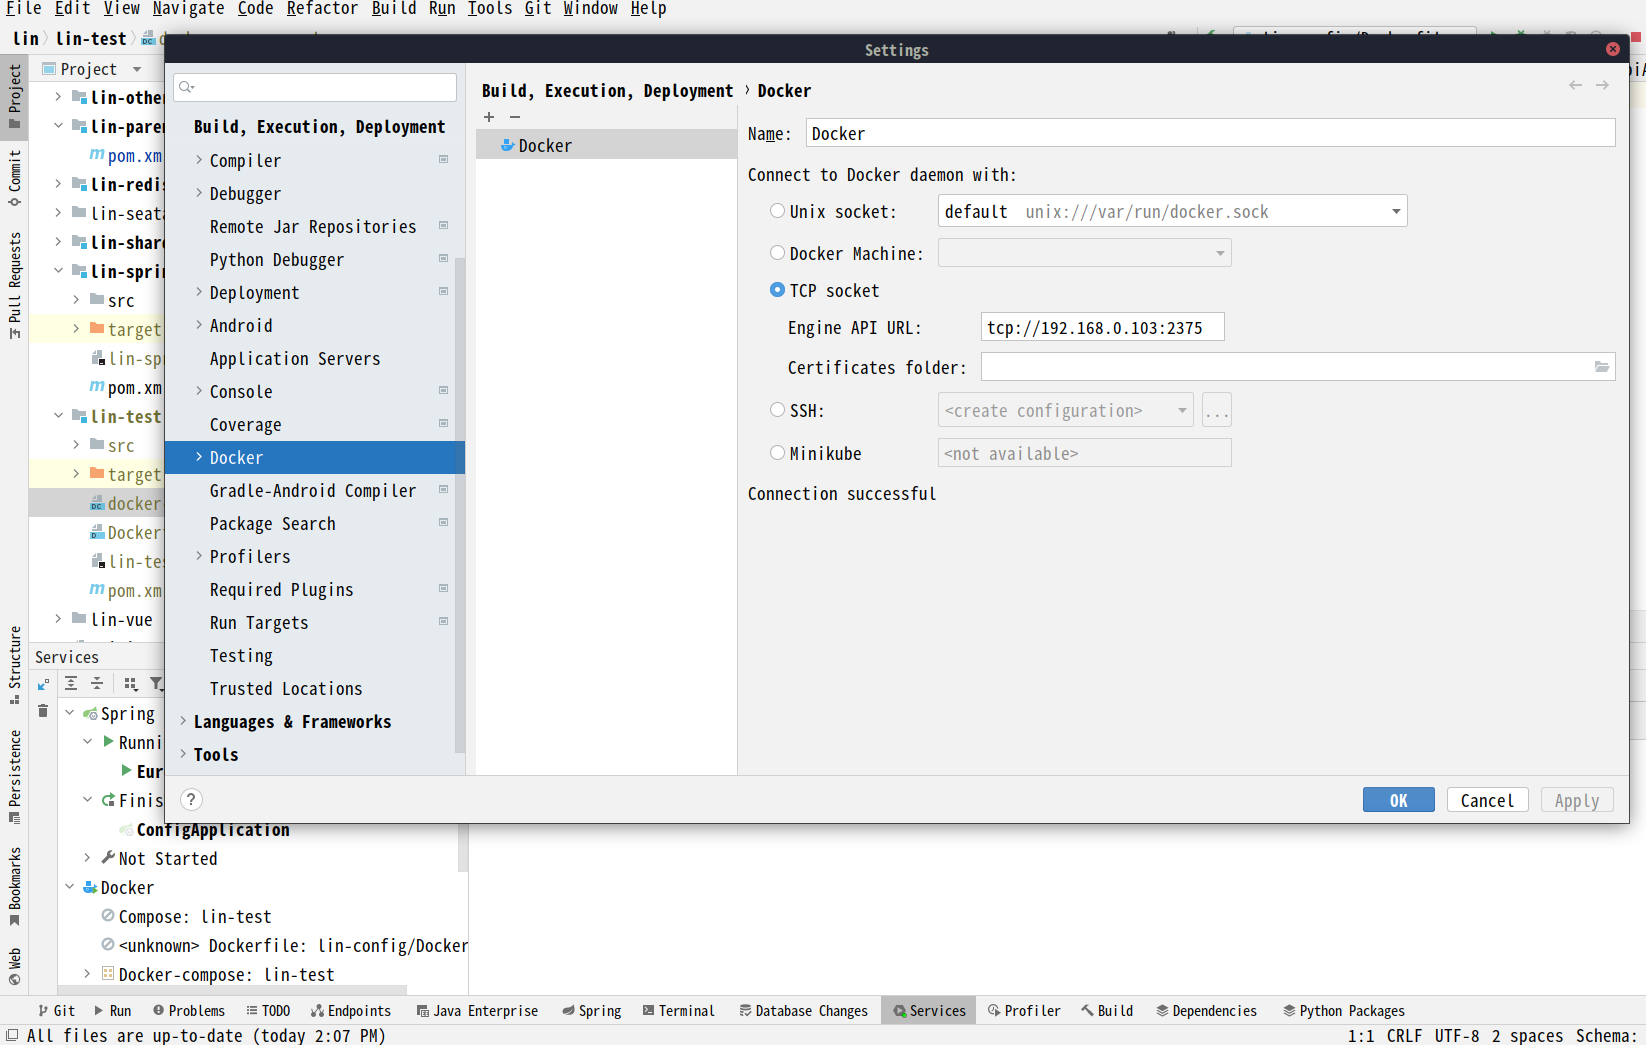 File Edit View Navigate Code Refactor Build Run Tools Git Window Help
lin lin-test
Settings
Project
Project
Commit
Pull Requests
Structure
Persistence
Bookmarks
Web
lin-othe
lin-pare
pom.xm
lin-redi
lin-seat
lin-shar
lin-spri
src
target
lin-sp
pom.xm
lin-test
src
target
docker
Docker
lin-te
pom.xm
lin-vue
Build, Execution, Deployment
Compiler
Debugger
Remote Jar Repositories
Python Debugger
Deployment
Android
Application Servers
Console
Coverage
Docker
Gradle-Android Compiler
Package Search
Profilers
Required Plugins
Run Targets
Testing
Trusted Locations
Languages & Frameworks
Tools
?
Build, Execution, Deployment › Docker
Docker
Name: Docker
Connect to Docker daemon with:
Unix socket: default unix:///var/run/docker.sock
Docker Machine:
TCP socket
Engine API URL: tcp://192.168.0.103:2375
Certificates folder:
SSH: <create configuration> ...
Minikube <not available>
Connection successful
OK Cancel Apply
Services
Spring
Runni
Eur
Finis
ConfigApplication
Not Started
Docker
Compose: lin-test
<unknown> Dockerfile: lin-config/Docker
Docker-compose: lin-test
Git Run Problems TODO Endpoints Java Enterprise Spring Terminal Database Changes Services Profiler Build Dependencies Python Packages
All files are up-to-date (today 2:07 PM) 1:1 CRLF UTF-8 2 spaces Schema: